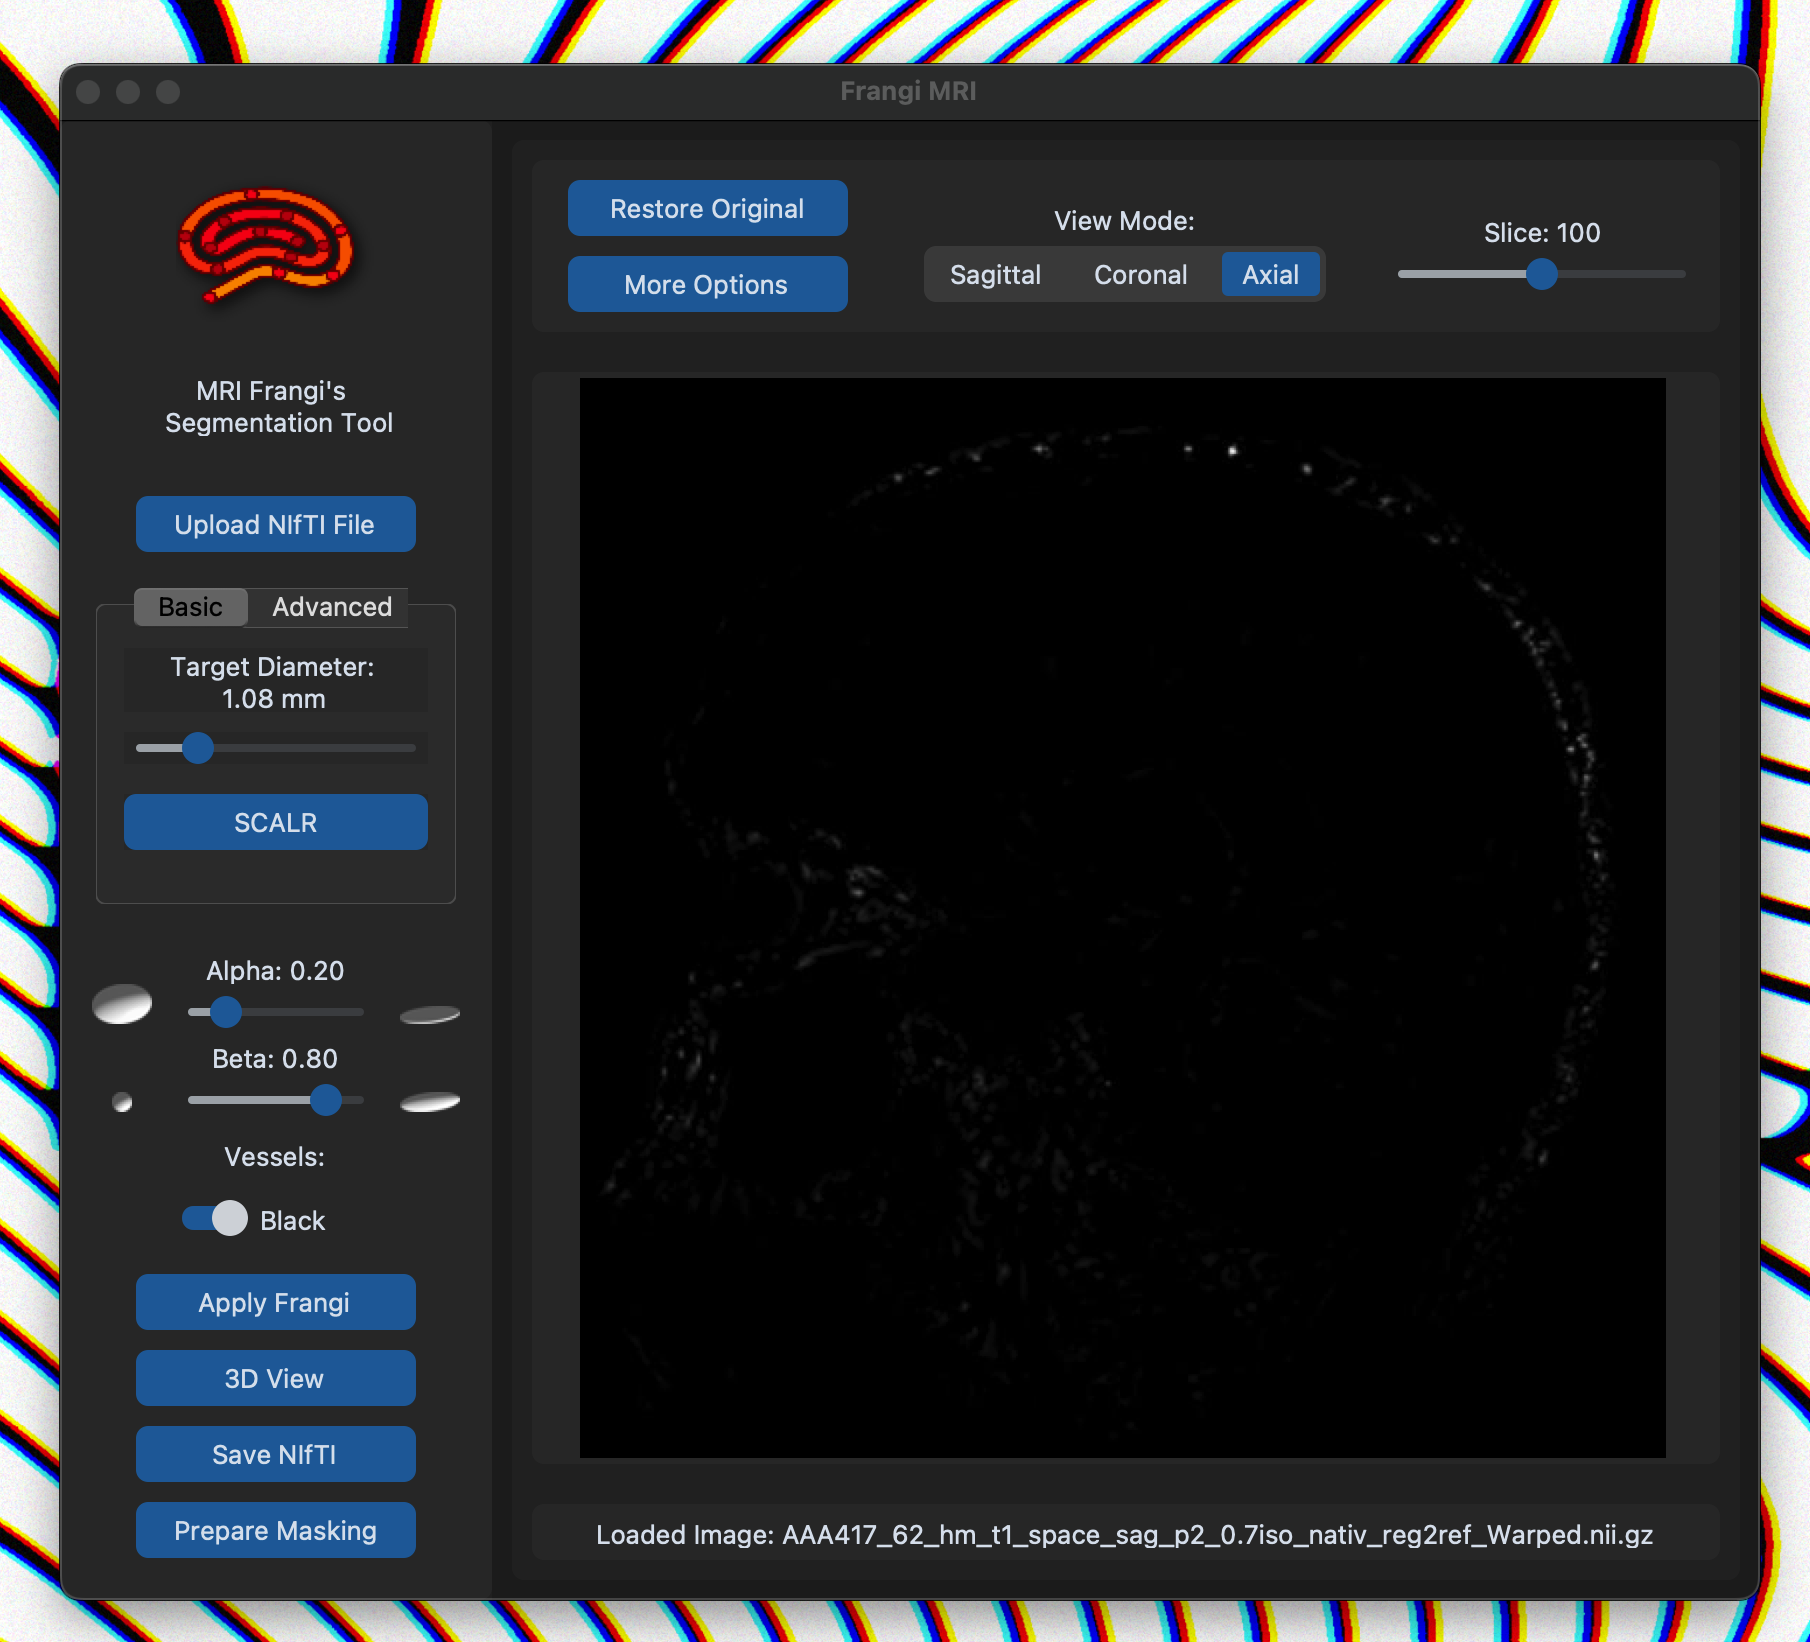 Frangi MRI
MRI Frangi's
Segmentation Tool
Upload NIfTI File
Basic
Advanced
Target Diameter:
1.08 mm
SCALR
Alpha: 0.20
Beta: 0.80
Vessels:
Black
Apply Frangi
3D View
Save NIfTI
Prepare Masking
Restore Original
More Options
View Mode:
Sagittal
Coronal
Axial
Slice: 100
Loaded Image: AAA417_62_hm_t1_space_sag_p2_0.7iso_nativ_reg2ref_Warped.nii.gz